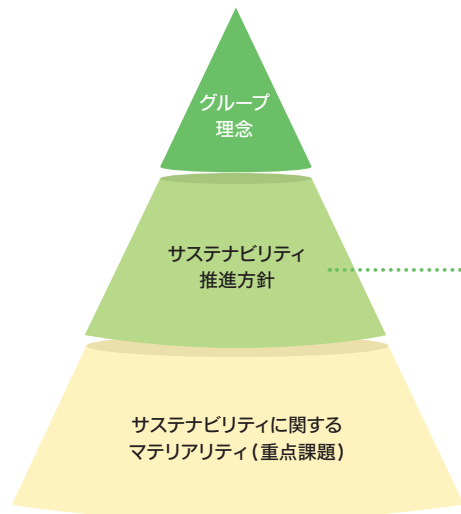 グループ
理念
サステナビリティ
推進方針
サステナビリティに関する
マテリアリティ(重点課題)